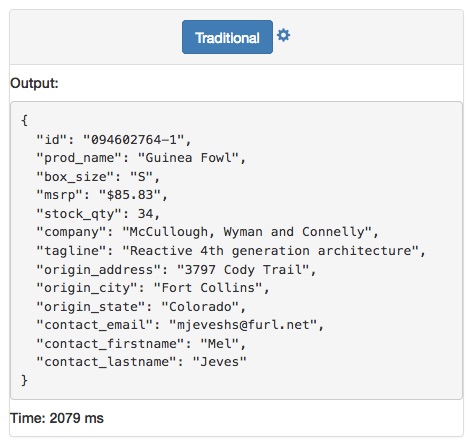 Traditional
Output:
{
  "id": "094602764-1",
  "prod_name": "Guinea Fowl",
  "box_size": "S",
  "msrp": "$85.83",
  "stock_qty": 34,
  "company": "McCullough, Wyman and Connelly",
  "tagline": "Reactive 4th generation architecture",
  "origin_address": "3797 Cody Trail",
  "origin_city": "Fort Collins",
  "origin_state": "Colorado",
  "contact_email": "mjeveshs@furl.net",
  "contact_firstname": "Mel",
  "contact_lastname": "Jeves"
}
Time: 2079 ms